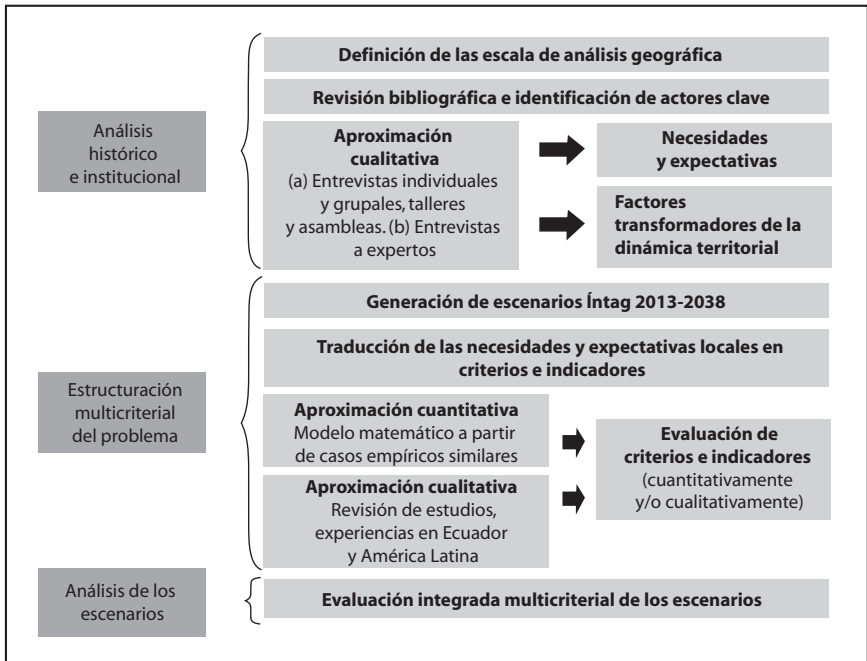 Análisis
histórico
e institucional
Definición de las escala de análisis geográfica
Revisión bibliográfica e identificación de actores clave
Aproximación
cualitativa
(a) Entrevistas individuales
y grupales, talleres
y asambleas. (b) Entrevistas
a expertos
Necesidades
y expectativas
Factores
transformadores de la
dinámica territorial
Estructuración
multicriterial
del problema
Generación de escenarios Íntag 2013-2038
Traducción de las necesidades y expectativas locales en
criterios e indicadores
Aproximación cuantitativa
Modelo matemático a partir
de casos empíricos similares
Aproximación cualitativa
Revisión de estudios,
experiencias en Ecuador
y América Latina
Evaluación de
criterios e indicadores
(cuantitativamente
y/o cualitativamente)
Análisis de los
escenarios
Evaluación integrada multicriterial de los escenarios